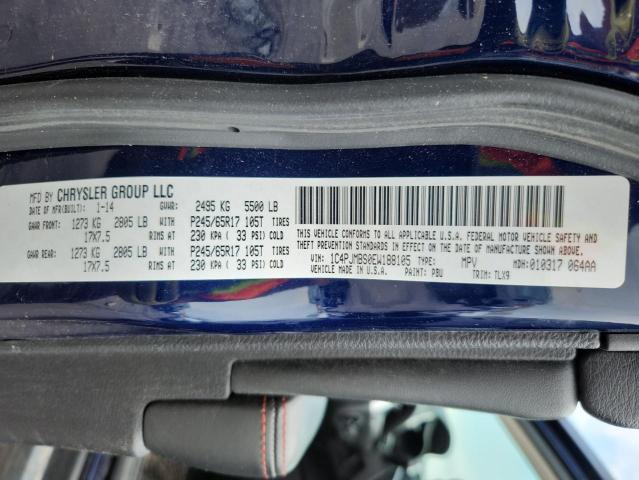 MFD BY CHRYSLER GROUP LLC
DATE OF MFR(BUILT): 1-14 GVWR: 2495 KG 5500 LB
GAWR FRONT: 1273 KG 2805 LB WITH P245/65R17 105T TIRES
17X7.5 RIMS AT 230 KPA ( 33 PSI) COLD
GAWR REAR: 1273 KG 2805 LB WITH P245/65R17 105T TIRES
17X7.5 RIMS AT 230 KPA ( 33 PSI) COLD
THIS VEHICLE CONFORMS TO ALL APPLICABLE U.S.A. FEDERAL MOTOR VEHICLE SAFETY AND
THEFT PREVENTION STANDARDS IN EFFECT ON THE DATE OF MANUFACTURE SHOWN ABOVE.
VIN: 1C4PJMBS0EW188105 TYPE: MPV MDH: 010317 064AA
VEHICLE MADE IN U.S.A. PAINT: PBU TRIM: TLX9